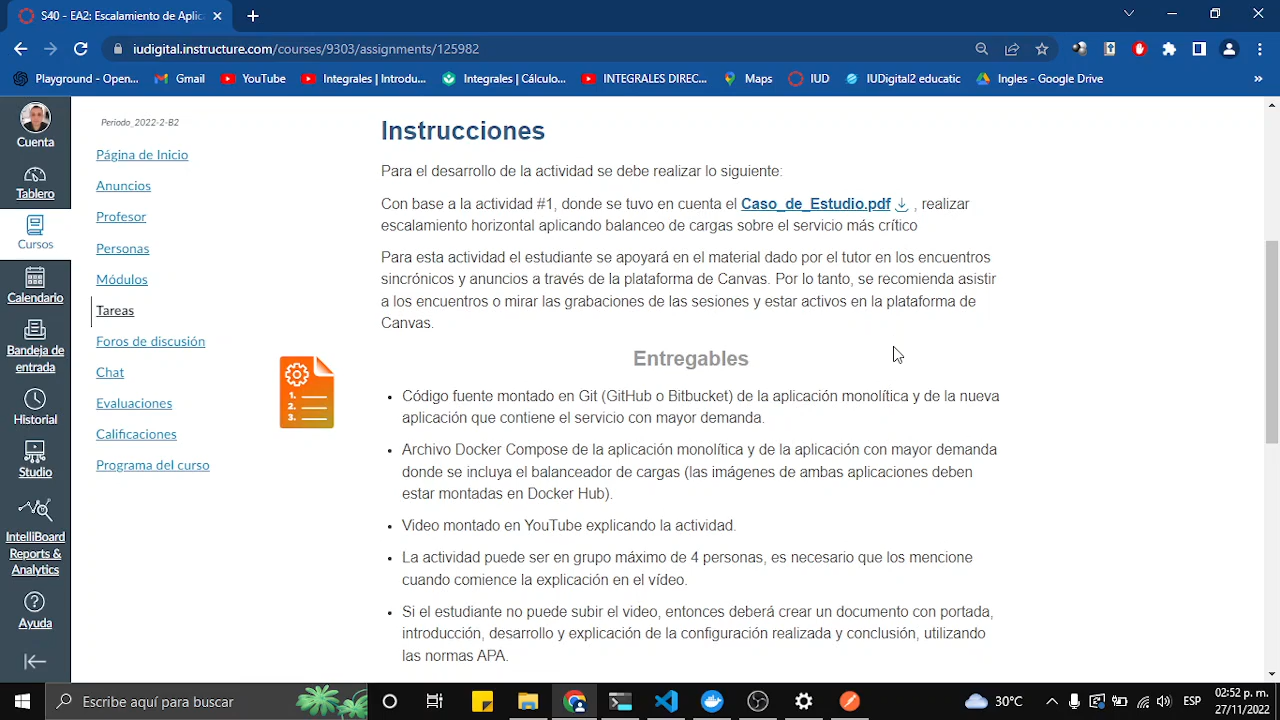 S40 - EA2: Escalamiento de Aplic
iudigital.instructure.com/courses/9303/assignments/125982
Playground - Open...
Gmail
YouTube
Integrales | Introdu...
Integrales | Cálculo...
INTEGRALES DIREC...
Maps
IUD
IUDigital2 educatic
Ingles - Google Drive
»
Cuenta
Tablero
Cursos
Calendario
Bandeja de
entrada
Historial
Studio
IntelliBoard
Reports &
Analytics
Ayuda
Periodo_2022-2-B2
Página de Inicio
Anuncios
Profesor
Personas
Módulos
Tareas
Foros de discusión
Chat
Evaluaciones
Calificaciones
Programa del curso
Instrucciones
Para el desarrollo de la actividad se debe realizar lo siguiente:
Con base a la actividad #1, donde se tuvo en cuenta el Caso_de_Estudio.pdf , realizar
escalamiento horizontal aplicando balanceo de cargas sobre el servicio más crítico
Para esta actividad el estudiante se apoyará en el material dado por el tutor en los encuentros
sincrónicos y anuncios a través de la plataforma de Canvas. Por lo tanto, se recomienda asistir
a los encuentros o mirar las grabaciones de las sesiones y estar activos en la plataforma de
Canvas.
1.
2.
3.
Entregables
• Código fuente montado en Git (GitHub o Bitbucket) de la aplicación monolítica y de la nueva
aplicación que contiene el servicio con mayor demanda.
• Archivo Docker Compose de la aplicación monolítica y de la aplicación con mayor demanda
donde se incluya el balanceador de cargas (las imágenes de ambas aplicaciones deben
estar montadas en Docker Hub).
• Video montado en YouTube explicando la actividad.
• La actividad puede ser en grupo máximo de 4 personas, es necesario que los mencione
cuando comience la explicación en el vídeo.
• Si el estudiante no puede subir el video, entonces deberá crear un documento con portada,
introducción, desarrollo y explicación de la configuración realizada y conclusión, utilizando
las normas APA.
Escribe aquí para buscar
30°C
ESP
02:52 p. m.
27/11/2022